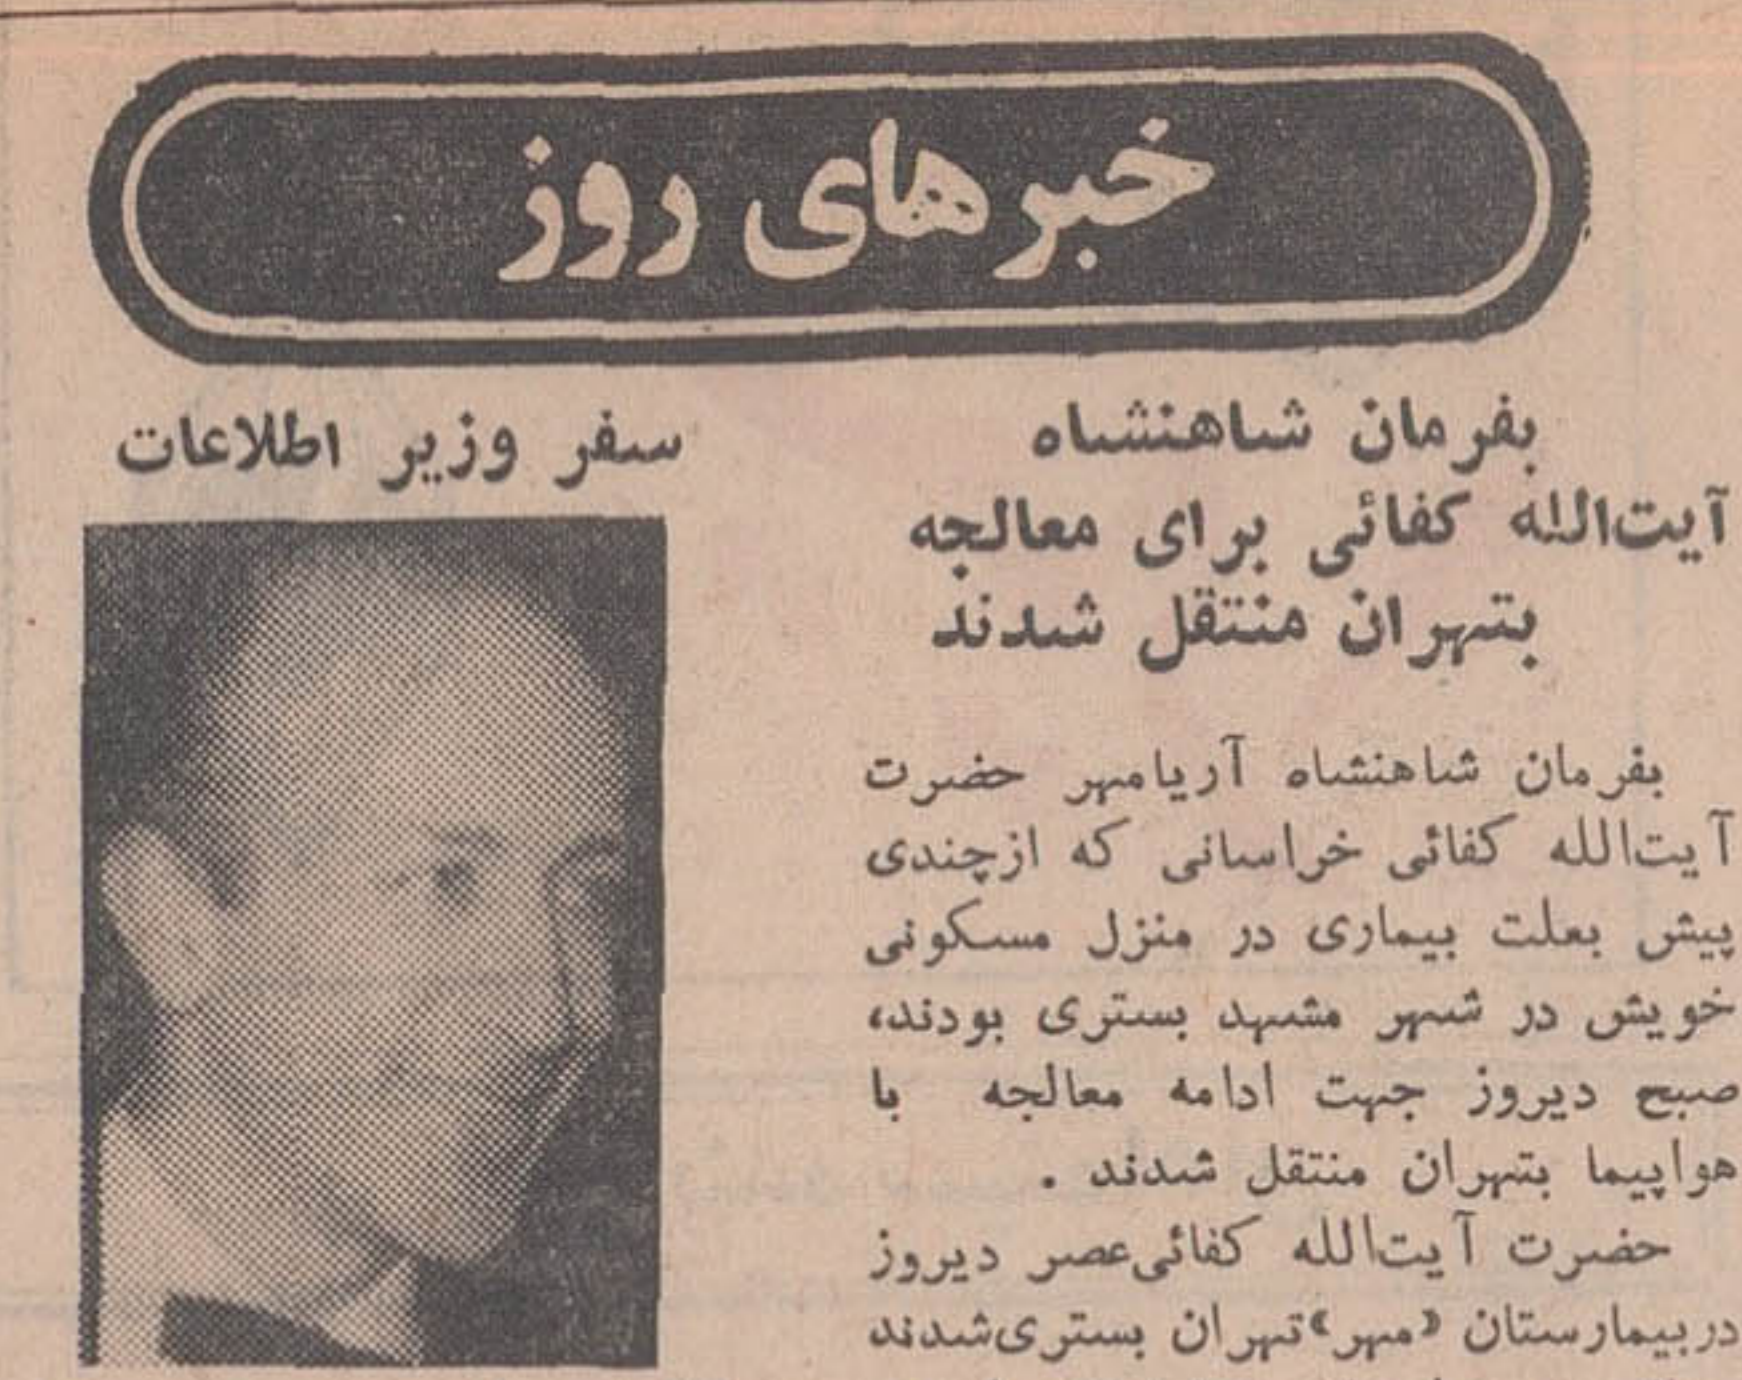 خبرهای روز
بفرمان شاهنشاه
آیت‌الله کفائی برای معالجه
بتهران منتقل شدند
بفرمان شاهنشاه آریامهر حضرت
آیت‌الله کفائی خراسانی که ازچندی
پیش بعلت بیماری در منزل مسکونی
خویش در شهر مشهد بستری بودند،
صبح دیروز جهت ادامه معالجه با
هواپیما بتهران منتقل شدند .
حضرت آیت‌الله کفائی‌عصر دیروز
دربیمارستان «مهر»تهران بستری‌شدند
سفر وزیر اطلاعات